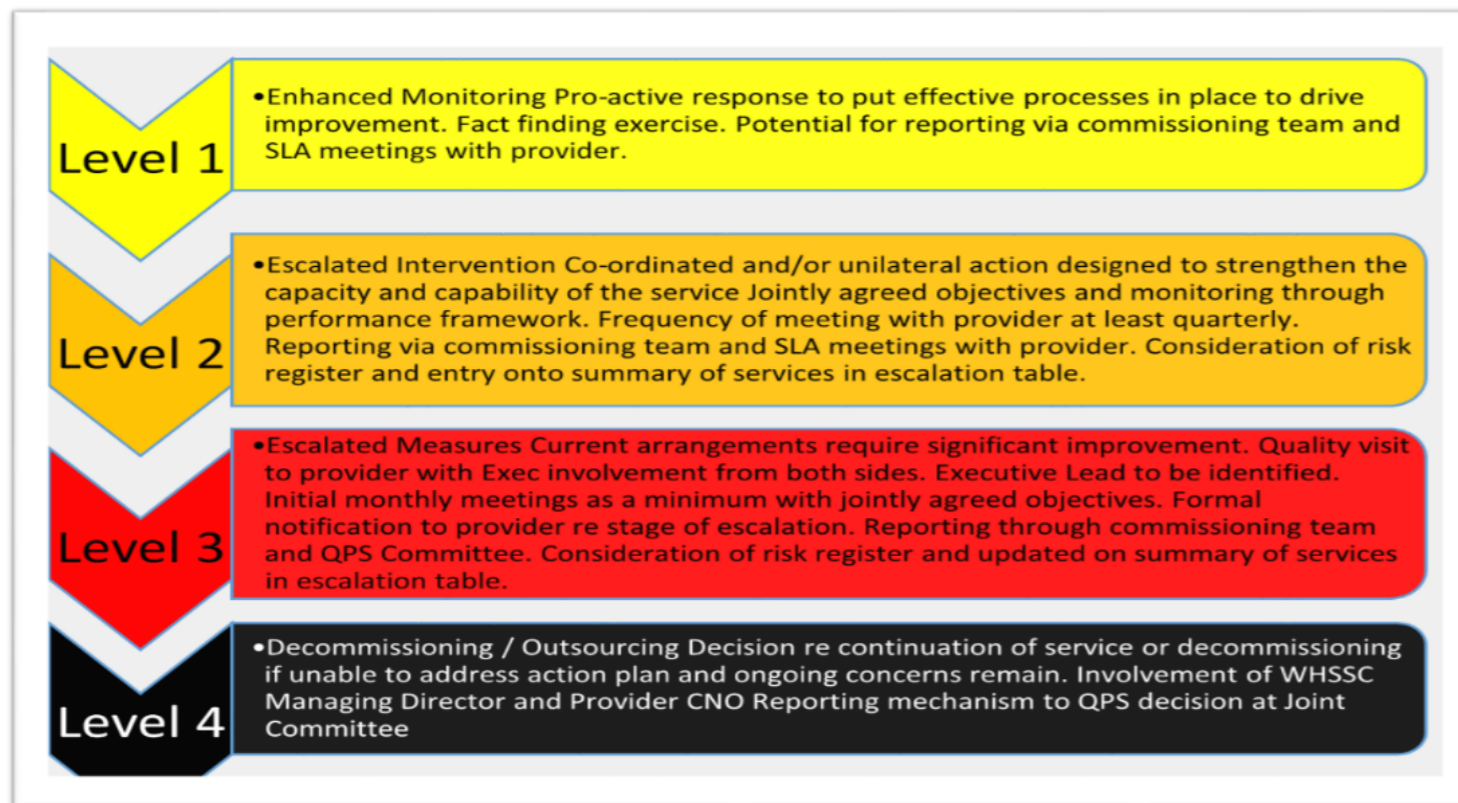 Level 1
•Enhanced Monitoring Pro-active response to put effective processes in place to drive
improvement. Fact finding exercise. Potential for reporting via commissioning team and
SLA meetings with provider.
Level 2
•Escalated Intervention Co-ordinated and/or unilateral action designed to strengthen the
capacity and capability of the service Jointly agreed objectives and monitoring through
performance framework. Frequency of meeting with provider at least quarterly.
Reporting via commissioning team and SLA meetings with provider. Consideration of risk
register and entry onto summary of services in escalation table.
Level 3
•Escalated Measures Current arrangements require significant improvement. Quality visit
to provider with Exec involvement from both sides. Executive Lead to be identified.
Initial monthly meetings as a minimum with jointly agreed objectives. Formal
notification to provider re stage of escalation. Reporting through commissioning team
and QPS Committee. Consideration of risk register and updated on summary of services
in escalation table.
Level 4
•Decommissioning / Outsourcing Decision re continuation of service or decommissioning
if unable to address action plan and ongoing concerns remain. Involvement of WHSSC
Managing Director and Provider CNO Reporting mechanism to QPS decision at Joint
Committee